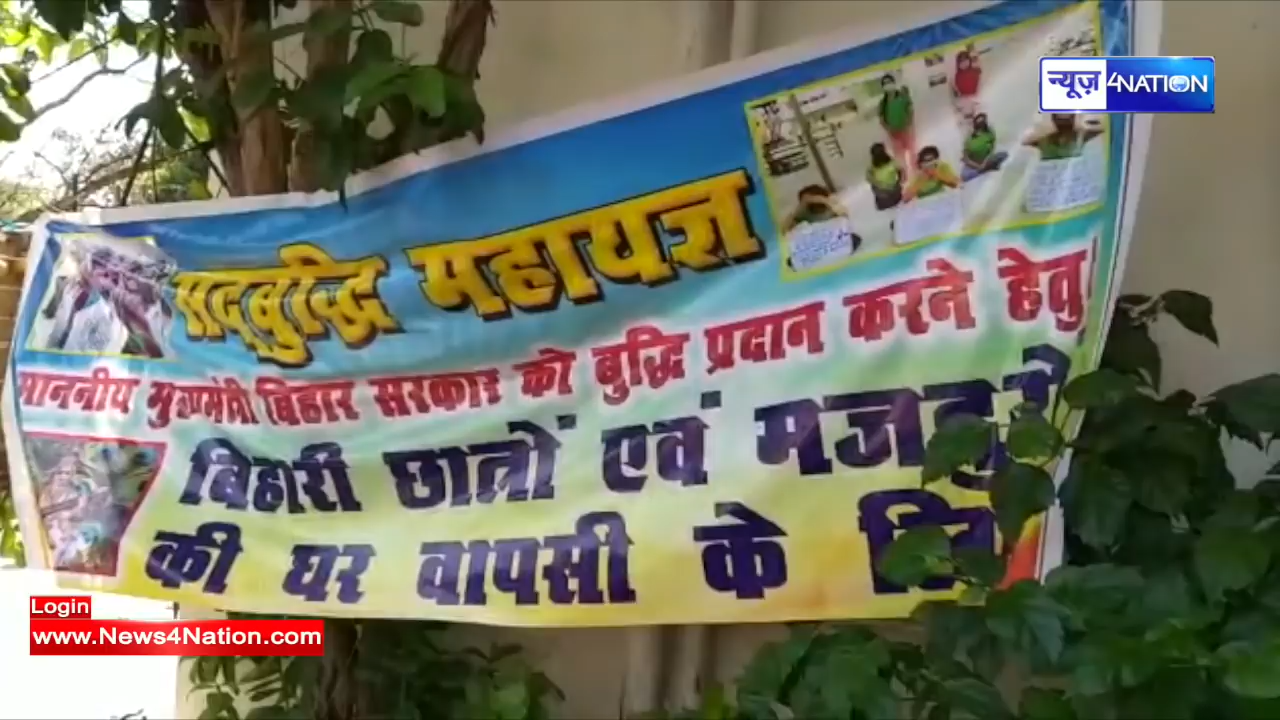 न्यूज़ 4NATION
सद्बुद्धि महायज्ञ
माननीय मुख्यमंत्री बिहार सरकार को बुद्धि प्रदान करने हेतु
बिहारी छात्रों एवं
की घर वापसी के
Login
www.News4Nation.com